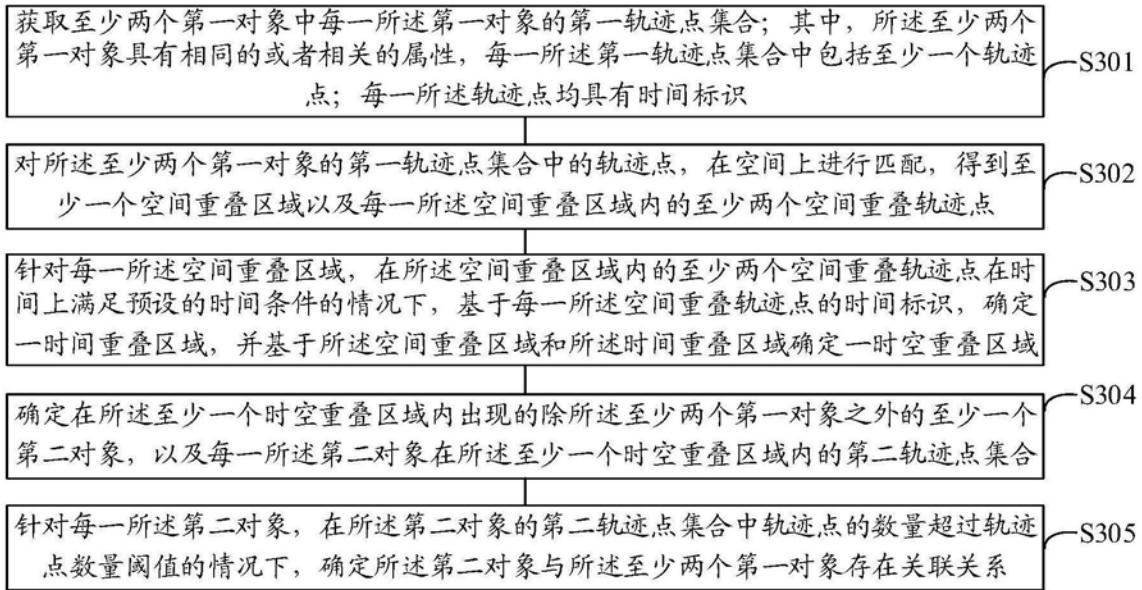 获取至少两个第一对象中每一所述第一对象的第一轨迹点集合；其中，所述至少两个
第一对象具有相同的或者相关的属性，每一所述第一轨迹点集合中包括至少一个轨迹
点；每一所述轨迹点均具有时间标识
S301
对所述至少两个第一对象的第一轨迹点集合中的轨迹点，在空间上进行匹配，得到至
少一个空间重叠区域以及每一所述空间重叠区域内的至少两个空间重叠轨迹点
S302
针对每一所述空间重叠区域，在所述空间重叠区域内的至少两个空间重叠轨迹点在时
间上满足预设的时间条件的情况下，基于每一所述空间重叠轨迹点的时间标识，确定
一时间重叠区域，并基于所述空间重叠区域和所述时间重叠区域确定一时空重叠区域
S303
确定在所述至少一个时空重叠区域内出现的除所述至少两个第一对象之外的至少一个
第二对象，以及每一所述第二对象在所述至少一个时空重叠区域内的第二轨迹点集合
S304
针对每一所述第二对象，在所述第二对象的第二轨迹点集合中轨迹点的数量超过轨迹
点数量阈值的情况下，确定所述第二对象与所述至少两个第一对象存在关联关系
S305